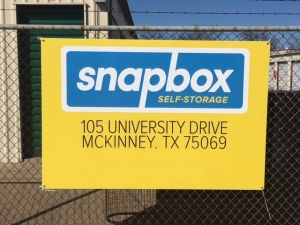 snapbox
SELF-STORAGE
105 UNIVERSITY DRIVE
MCKINNEY, TX 75069